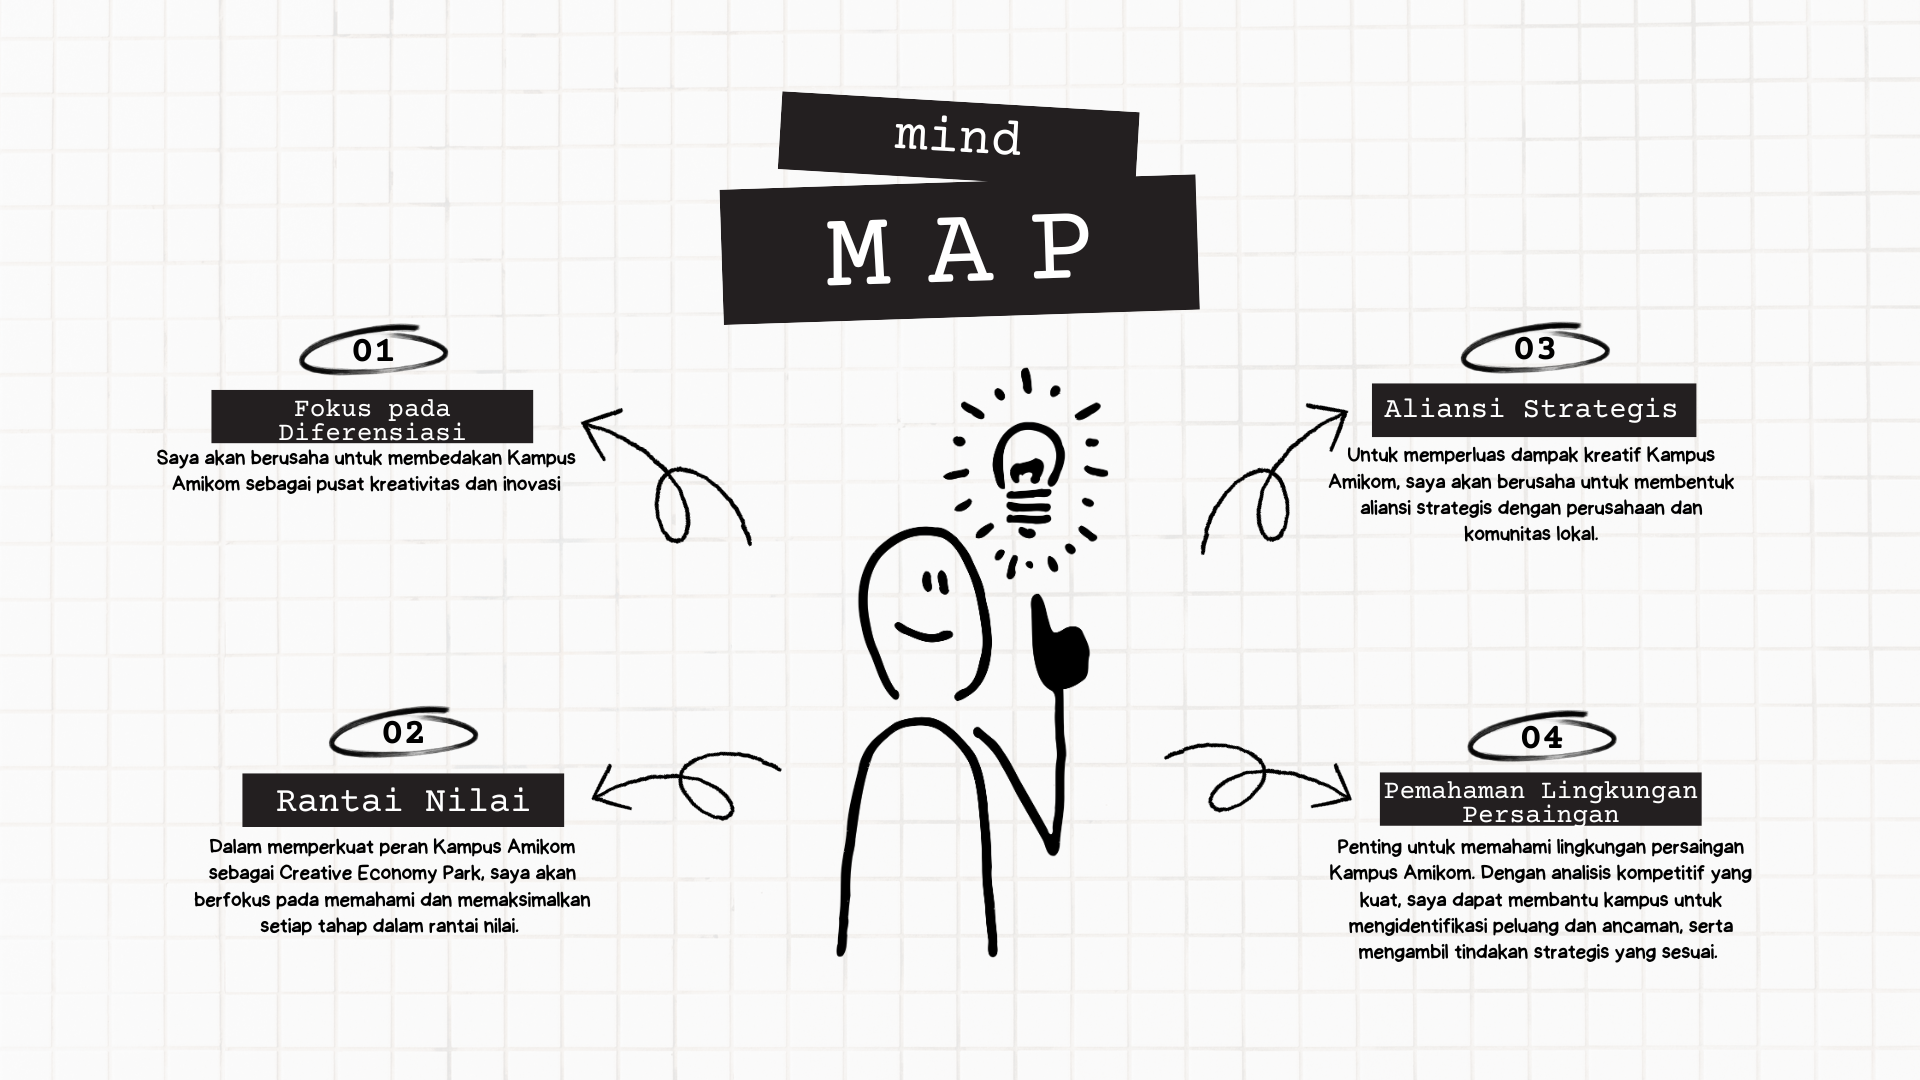 mind
MAP
01
Fokus pada
Diferensiasi
Saya akan berusaha untuk membedakan Kampus
Amikom sebagai pusat kreativitas dan inovasi
02
Rantai Nilai
Dalam memperkuat peran Kampus Amikom
sebagai Creative Economy Park, saya akan
berfokus pada memahami dan memaksimalkan
setiap tahap dalam rantai nilai.
03
Aliansi Strategis
Untuk memperluas dampak kreatif Kampus
Amikom, saya akan berusaha untuk membentuk
aliansi strategis dengan perusahaan dan
komunitas lokal.
04
Pemahaman Lingkungan
Persaingan
Penting untuk memahami lingkungan persaingan
Kampus Amikom. Dengan analisis kompetitif yang
kuat, saya dapat membantu kampus untuk
mengidentifikasi peluang dan ancaman, serta
mengambil tindakan strategis yang sesuai.